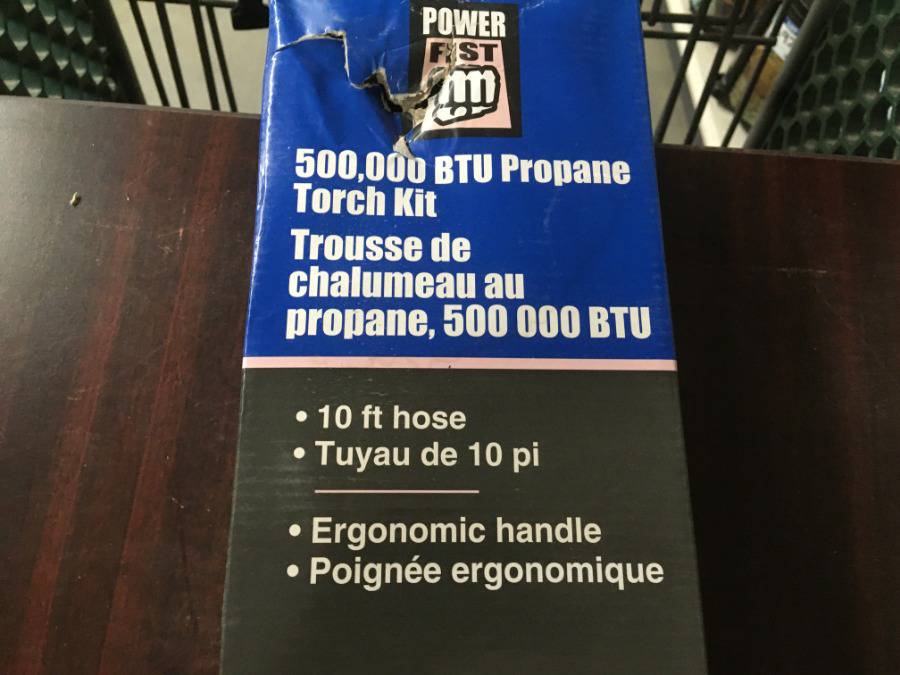 POWER
FIST
500,000 BTU Propane
Torch Kit
Trousse de
chalumeau au
propane, 500 000 BTU
• 10 ft hose
• Tuyau de 10 pi
• Ergonomic handle
• Poignée ergonomique